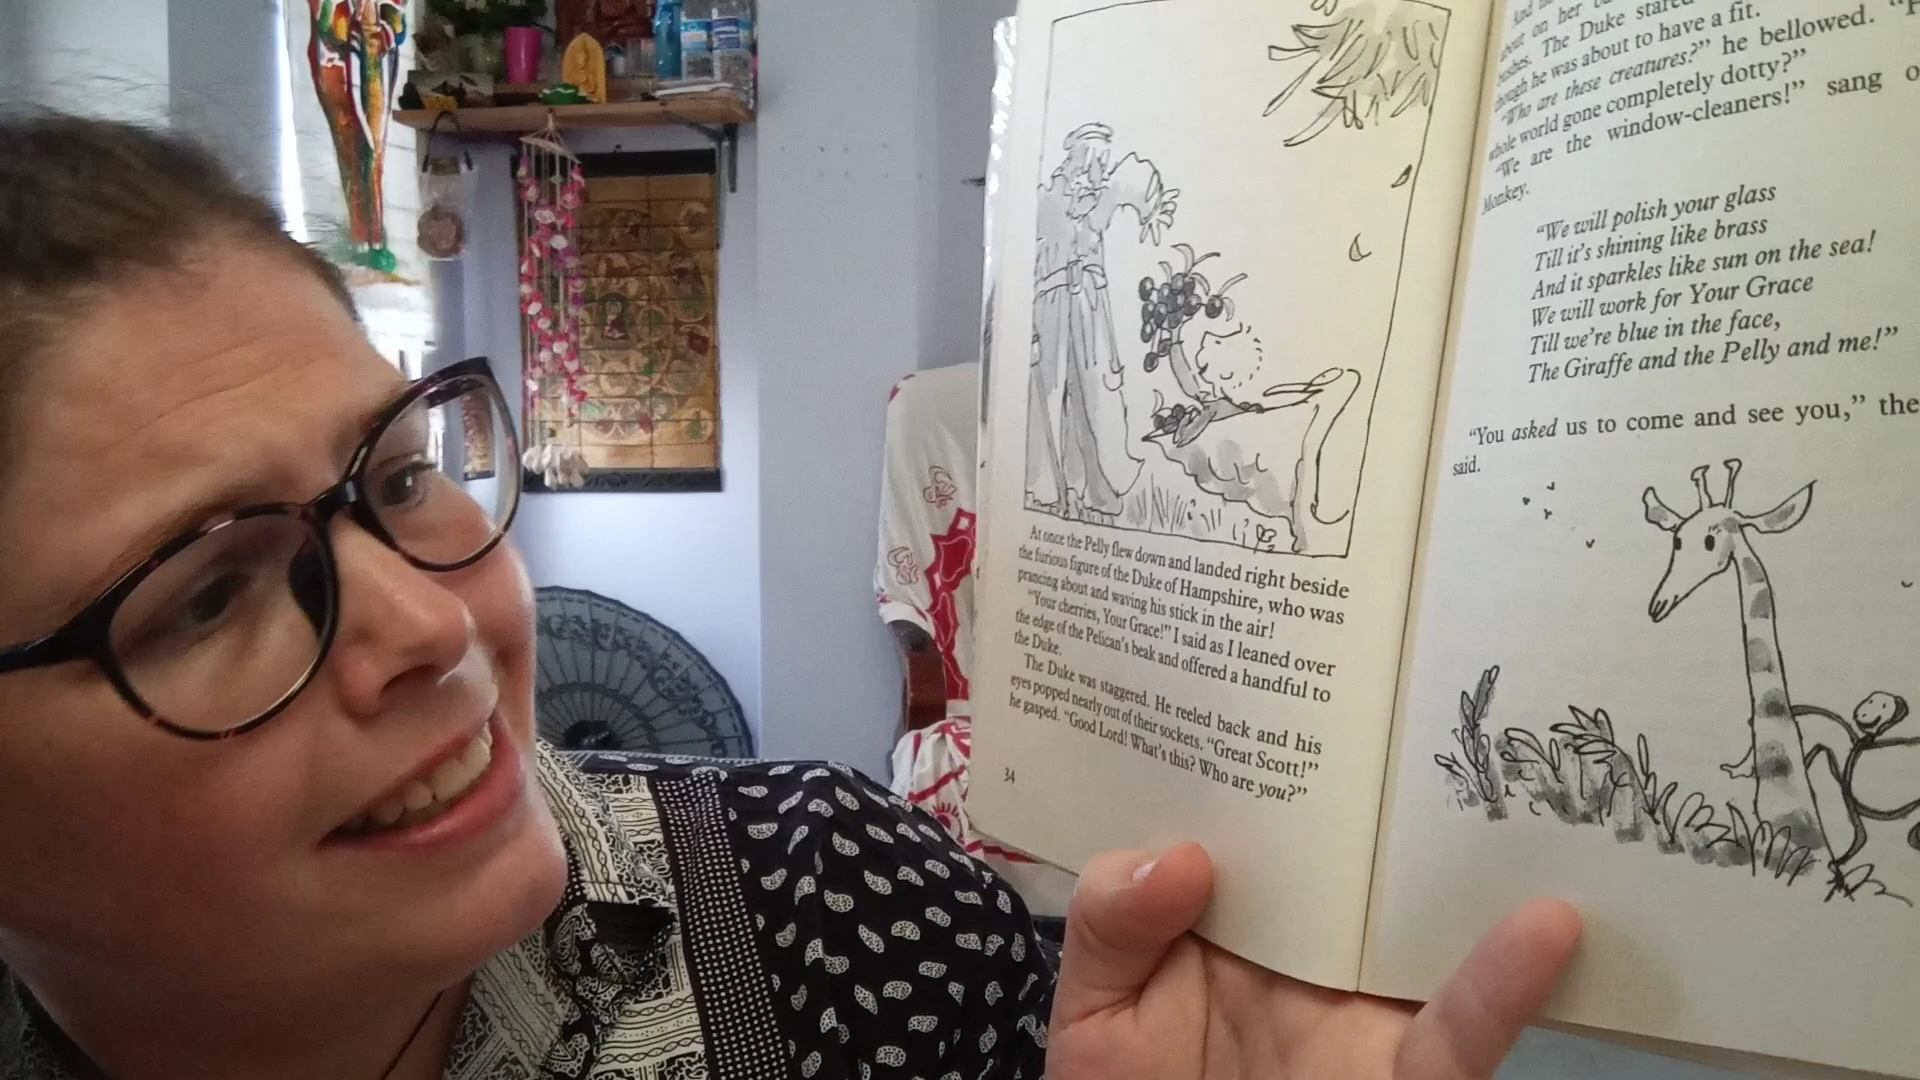 At once the Pelly flew down and landed right beside
the furious figure of the Duke of Hampshire, who was
prancing about and waving his stick in the air!
"Your cherries, Your Grace!" I said as I leaned over
the edge of the Pelican's beak and offered a handful to
the Duke.
The Duke was staggered. He reeled back and his
eyes popped nearly out of their sockets. "Great Scott!"
he gasped. "Good Lord! What's this? Who are you?"
34
And
about on her
bushes. The Duke stared
though he was about to have a fit.
"Who are these creatures?" he bellowed.
whole world gone completely dotty?"
"We are the window-cleaners!" sang
Monkey.
"We will polish your glass
Till it's shining like brass
And it sparkles like sun on the sea!
We will work for Your Grace
Till we're blue in the face,
The Giraffe and the Pelly and me!"
"You asked us to come and see you," the
said.